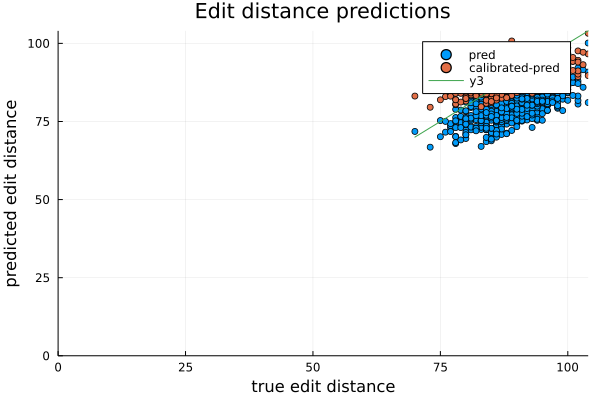 Edit distance predictions
pred
calibrated-pred
y3
predicted edit distance
100
75
50
25
0
0 25 50 75 100
true edit distance